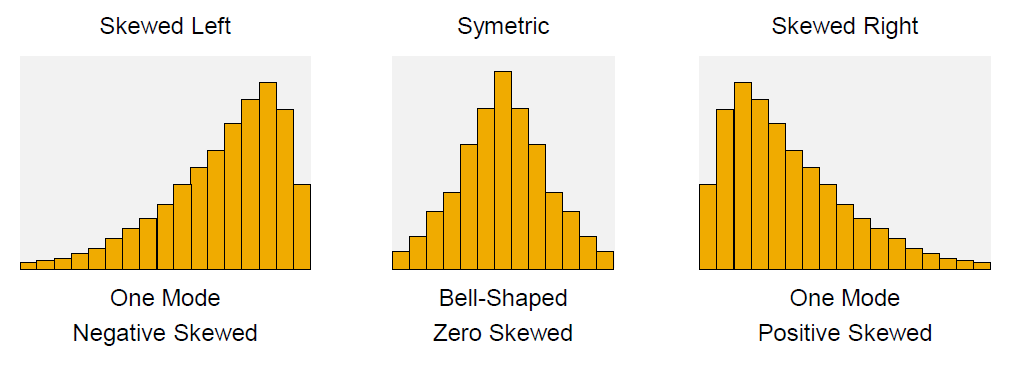 Skewed Left
Symetric
Skewed Right
One Mode
Negative Skewed
Bell-Shaped
Zero Skewed
One Mode
Positive Skewed